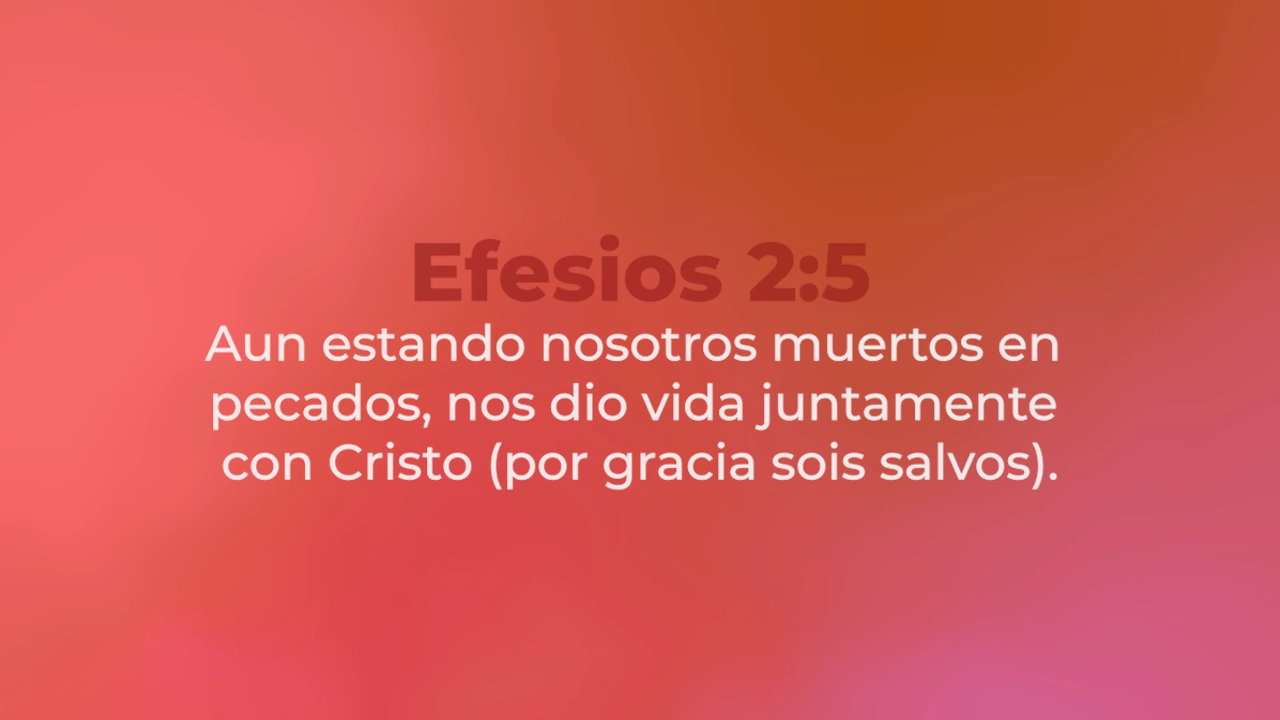 Efesios 2:5
Aun estando nosotros muertos en
pecados, nos dio vida juntamente
con Cristo (por gracia sois salvos).